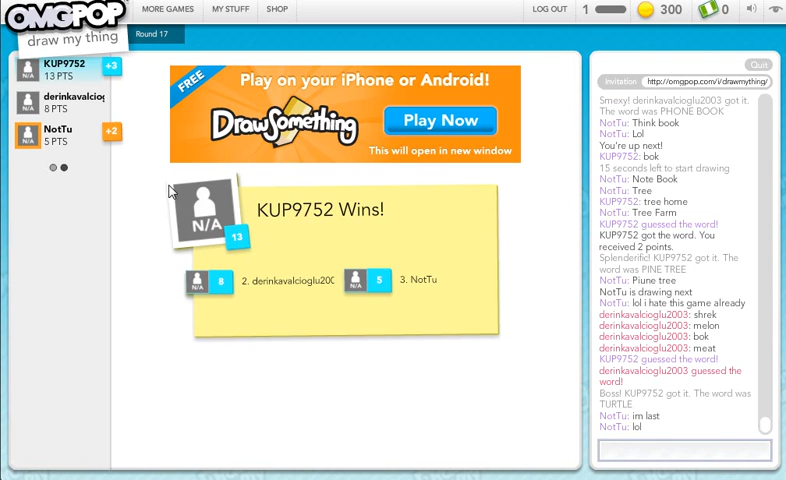 OMGPOP
draw my thing
MORE GAMES
MY STUFF
SHOP
LOG OUT
1
300
0
Round 17
KUP9752
13 PTS
+3
N/A
derinkavalciog
8 PTS
N/A
NotTu
5 PTS
+2
N/A
FREE
Play on your iPhone or Android!
DrawSomething
Play Now
This will open in new window
N/A
13
KUP9752 Wins!
N/A
8
2. derinkavalcioglu200
N/A
5
3. NotTu
Quit
Invitation
http://omgpop.com/i/drawmything/
Smexy! derinkavalcioglu2003 got it.
The word was PHONE BOOK
NotTu: Think book
NotTu: Lol
You're up next!
KUP9752: bok
15 seconds left to start drawing
NotTu: Note Book
NotTu: Tree
KUP9752: tree home
NotTu: Tree Farm
KUP9752 guessed the word!
KUP9752 got the word. You
received 2 points.
Splenderific! KUP9752 got it. The
word was PINE TREE
NotTu: Piune tree
NotTu is drawing next
NotTu: lol i hate this game already
derinkavalcioglu2003: shrek
derinkavalcioglu2003: melon
derinkavalcioglu2003: bok
derinkavalcioglu2003: meat
KUP9752 guessed the word!
derinkavalcioglu2003 guessed the
word!
Boss! KUP9752 got it. The word was
TURTLE
NotTu: im last
NotTu: lol